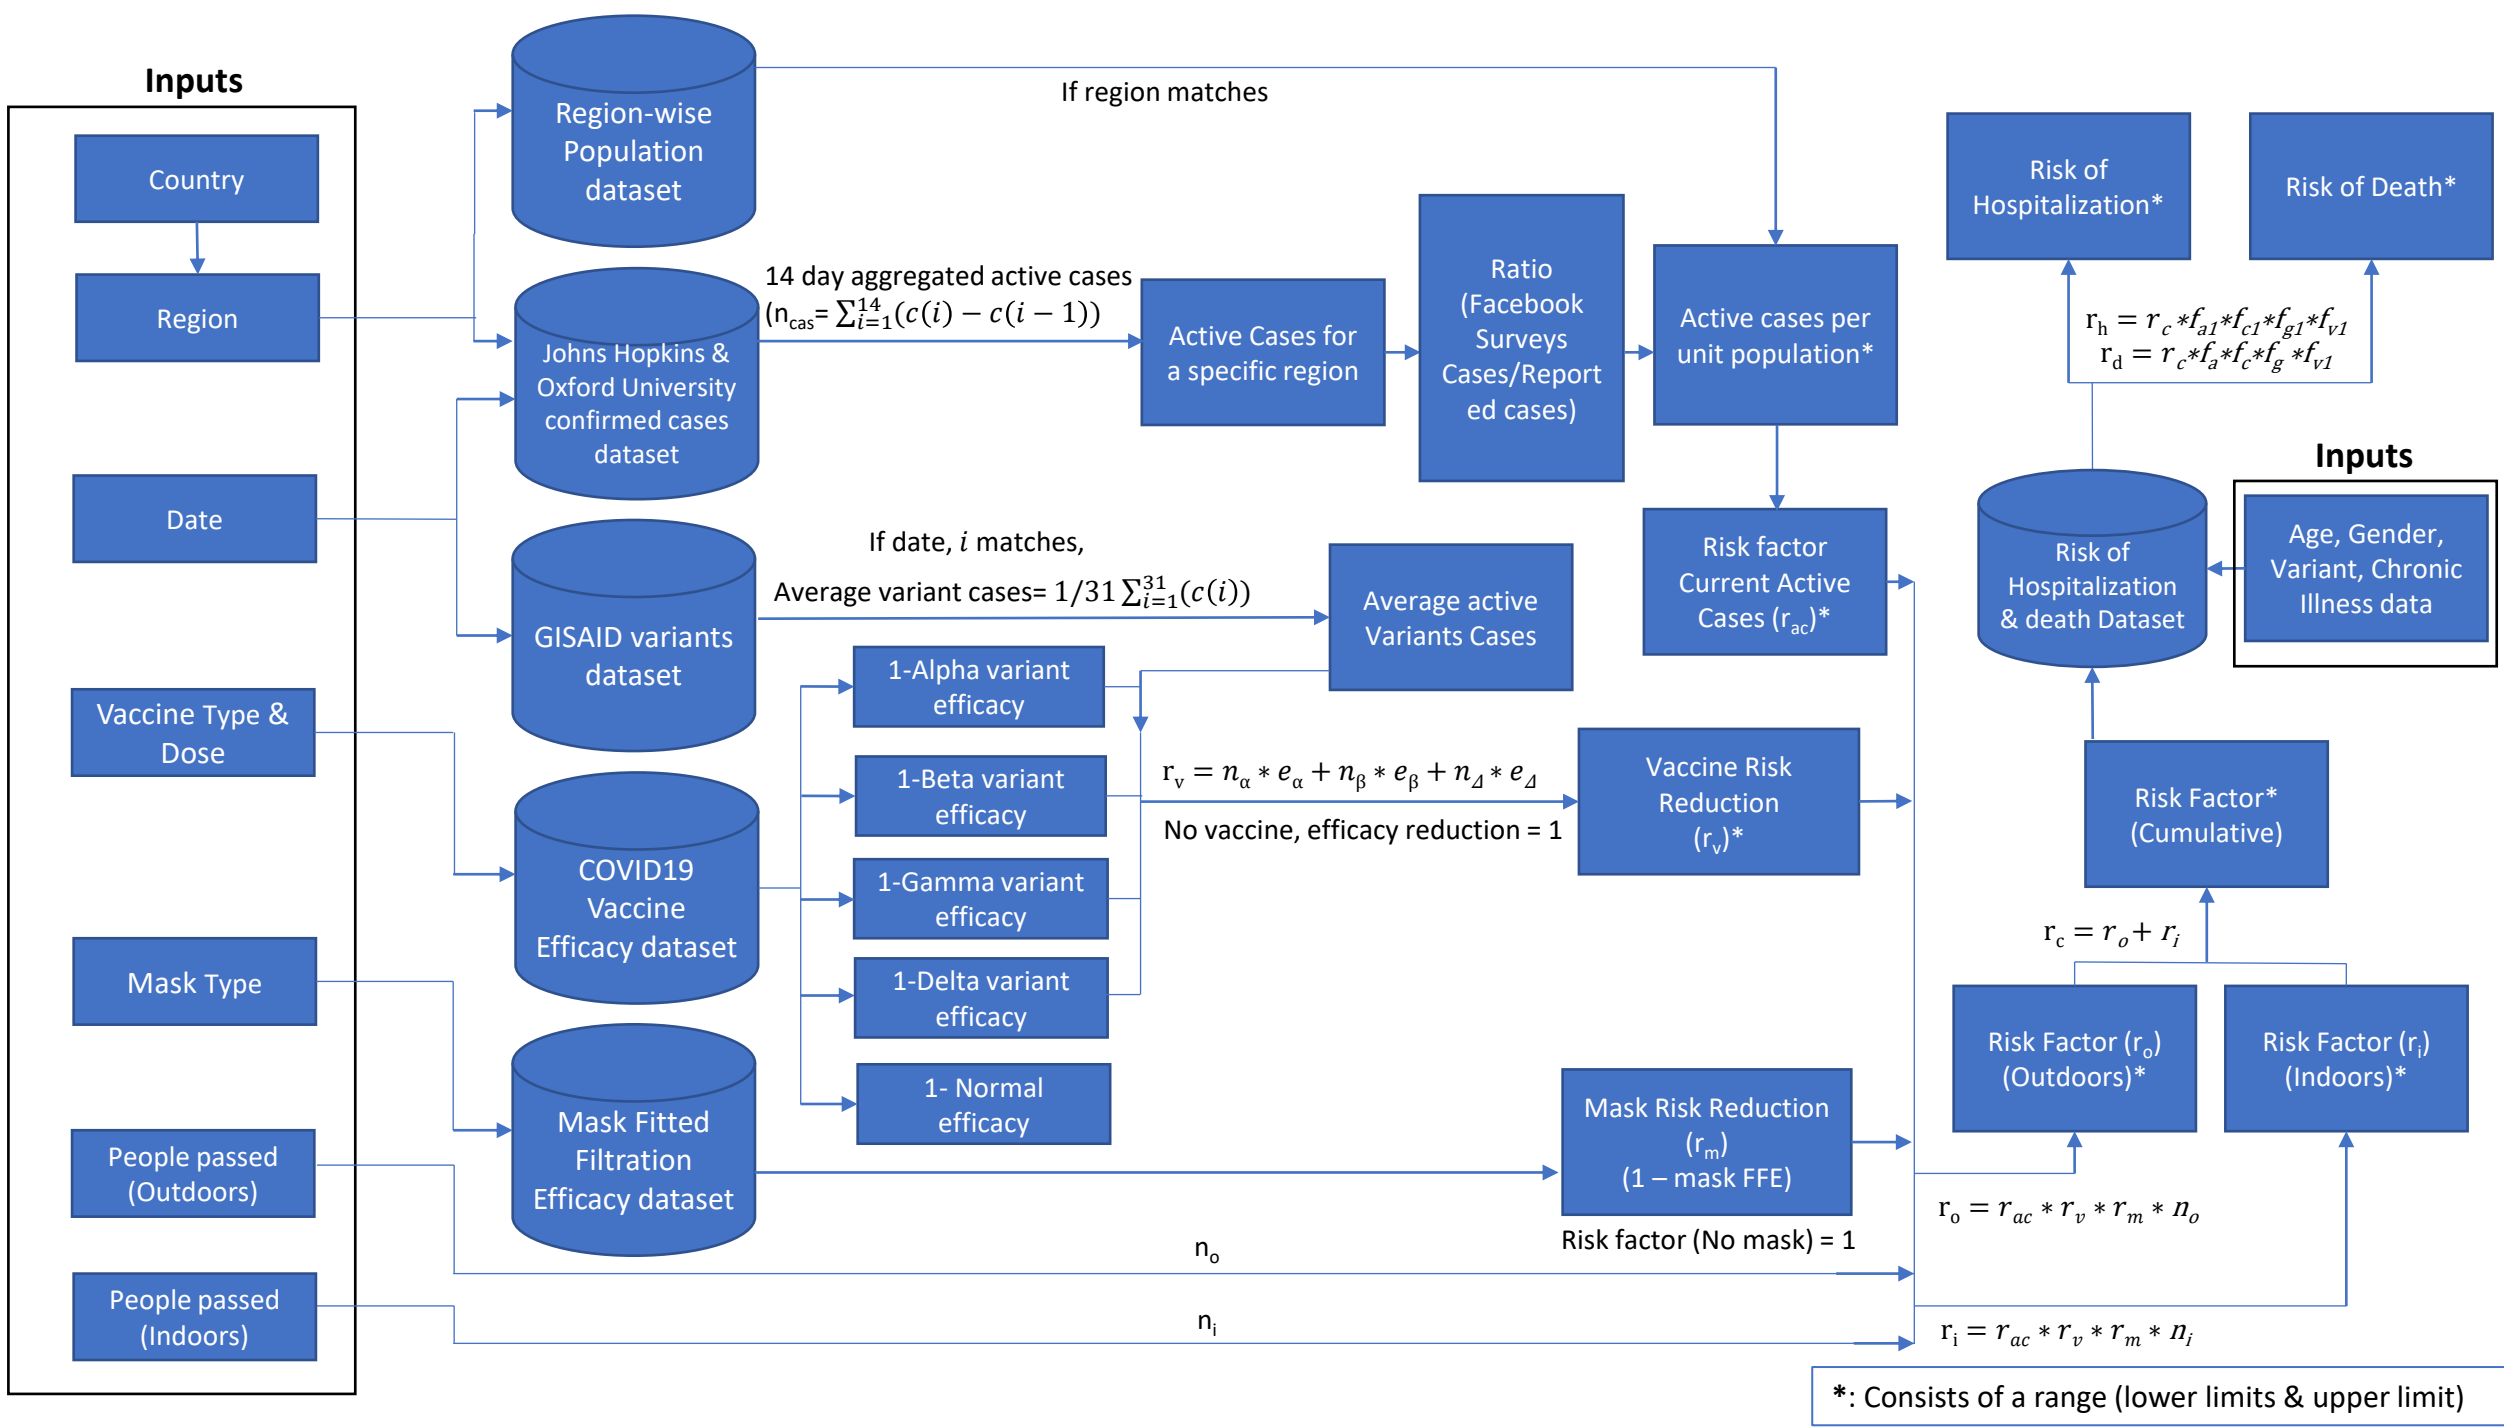 Inputs
Country
Region
Date
Vaccine Type &
Dose
Mask Type
People passed
(Outdoors)
People passed
(Indoors)
Region-wise
Population
dataset
Johns Hopkins &
Oxford University
confirmed cases
dataset
GISAID variants
dataset
COVID19
Vaccine
Efficacy dataset
Mask Fitted
Filtration
Efficacy dataset
If region matches
14 day aggregated active cases
(n_cas= ∑_{i=1}^{14}(c(i) − c(i − 1))
Active Cases for
a specific region
Ratio
(Facebook
Surveys
Cases/Report
ed cases)
Active cases per
unit population*
If date, i matches,
Average variant cases= 1/31 ∑_{i=1}^{31}(c(i))
Average active
Variants Cases
Risk factor
Current Active
Cases (r_ac)*
1-Alpha variant
efficacy
1-Beta variant
efficacy
1-Gamma variant
efficacy
1-Delta variant
efficacy
1- Normal
efficacy
r_v = n_α ∗ e_α + n_β ∗ e_β + n_Δ ∗ e_Δ
No vaccine, efficacy reduction = 1
Vaccine Risk
Reduction
(r_v)*
Mask Risk Reduction
(r_m)
(1 – mask FFE)
Risk factor (No mask) = 1
n_o
n_i
Risk of
Hospitalization*
Risk of Death*
r_h = r_c *f_a1*f_c1*f_g1*f_v1
r_d = r_c*f_a*f_c*f_g *f_v1
Inputs
Age, Gender,
Variant, Chronic
Illness data
Risk of
Hospitalization
& death Dataset
Risk Factor*
(Cumulative)
r_c = r_o+ r_i
Risk Factor (r_o)
(Outdoors)*
Risk Factor (r_i)
(Indoors)*
r_o = r_ac ∗ r_v ∗ r_m ∗ n_o
r_i = r_ac ∗ r_v ∗ r_m ∗ n_i
*: Consists of a range (lower limits & upper limit)